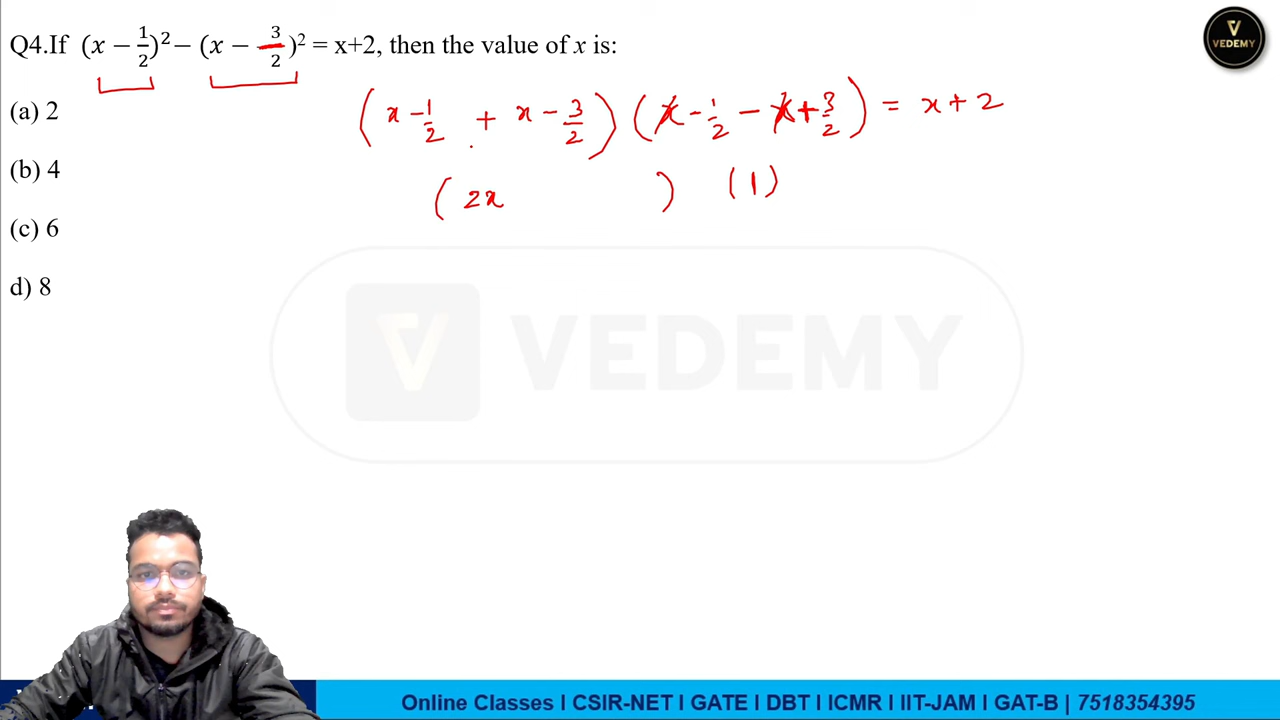 Q4.If (x − 1/2)² − (x − 3/2)² = x+2, then the value of x is:
(x - 1/2 + x - 3/2) (x - 1/2 - x + 3/2) = x + 2
(a) 2
(b) 4
(2x ) (1)
(c) 6
d) 8
VEDEMY
VEDEMY
Online Classes I CSIR-NET I GATE I DBT I ICMR I IIT-JAM I GAT-B I 7518354395